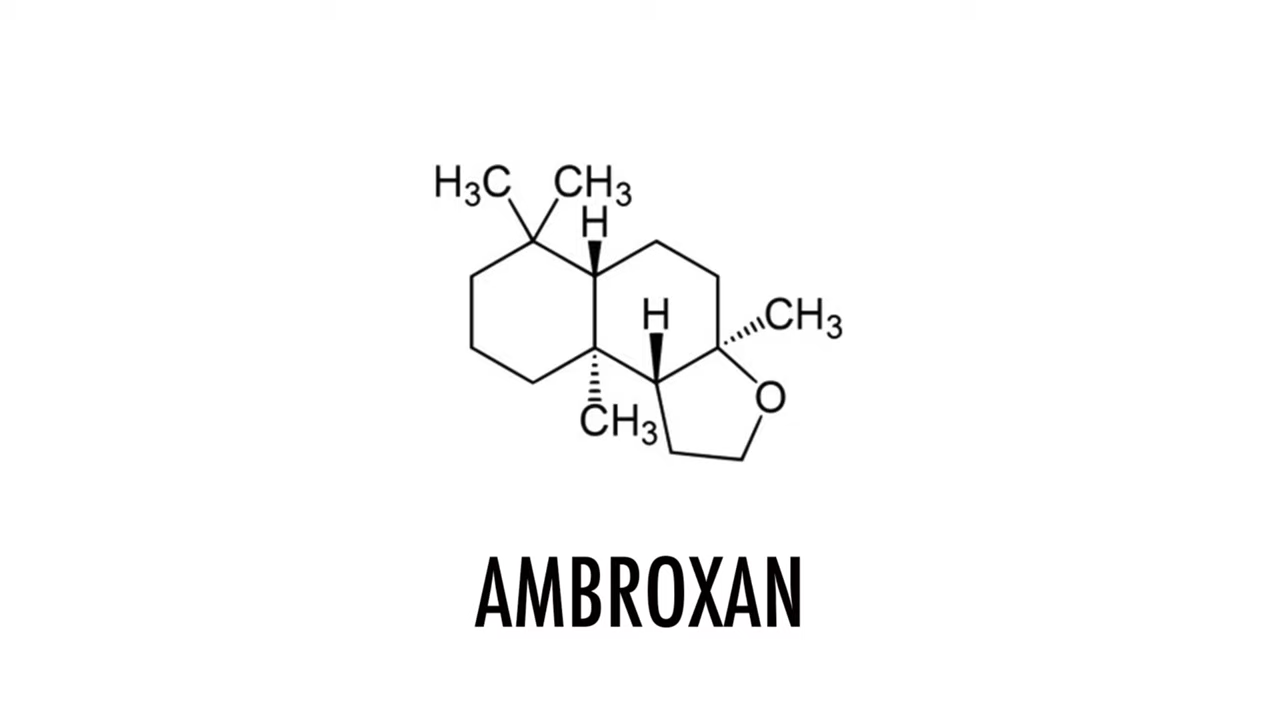 H₃C CH₃
H
H CH₃
O
CH₃
AMBROXAN